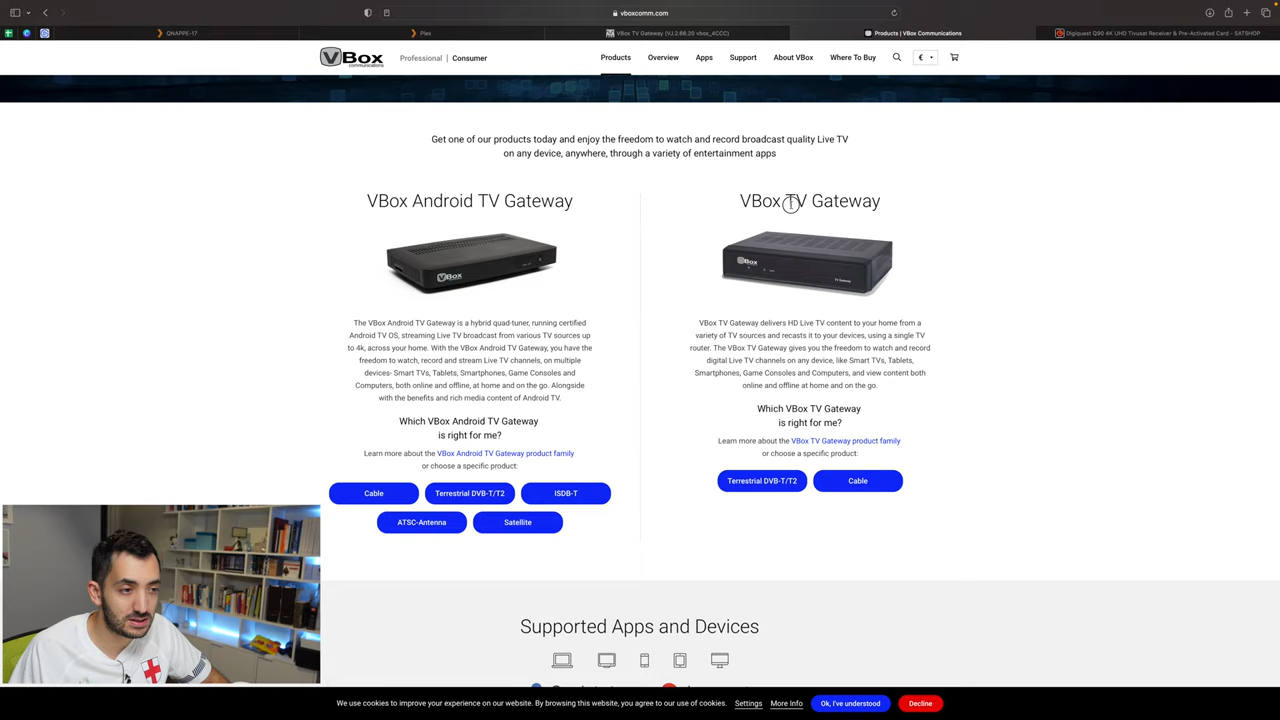 vboxcomm.com
QNAPPE-17
Plex
VBox TV Gateway (VJ.2.66.20 vbox_4CCC)
Products | VBox Communications
Digiquest Q90 4K UHD Tivusat Receiver & Pre-Activated Card - SATSHOP
VBox communications
Professional | Consumer
Products
Overview
Apps
Support
About VBox
Where To Buy
€
Get one of our products today and enjoy the freedom to watch and record broadcast quality Live TV
on any device, anywhere, through a variety of entertainment apps
VBox Android TV Gateway
VBox
The VBox Android TV Gateway is a hybrid quad-tuner, running certified
Android TV OS, streaming Live TV broadcast from various TV sources up
to 4k, across your home. With the VBox Android TV Gateway, you have the
freedom to watch, record and stream Live TV channels, on multiple
devices- Smart TVs, Tablets, Smartphones, Game Consoles and
Computers, both online and offline, at home and on the go. Alongside
with the benefits and rich media content of Android TV.
Which VBox Android TV Gateway
is right for me?
Learn more about the VBox Android TV Gateway product family
or choose a specific product:
Cable
Terrestrial DVB-T/T2
ISDB-T
ATSC-Antenna
Satellite
VBox TV Gateway
VBox
TV Gateway
VBox TV Gateway delivers HD Live TV content to your home from a
variety of TV sources and recasts it to your devices, using a single TV
router. The VBox TV Gateway gives you the freedom to watch and record
digital Live TV channels on any device, like Smart TVs, Tablets,
Smartphones, Game Consoles and Computers, and view content both
online and offline at home and on the go.
Which VBox TV Gateway
is right for me?
Learn more about the VBox TV Gateway product family
or choose a specific product:
Terrestrial DVB-T/T2
Cable
Supported Apps and Devices
We use cookies to improve your experience on our website. By browsing this website, you agree to our use of cookies.
Settings
More Info
Ok, I've understood
Decline